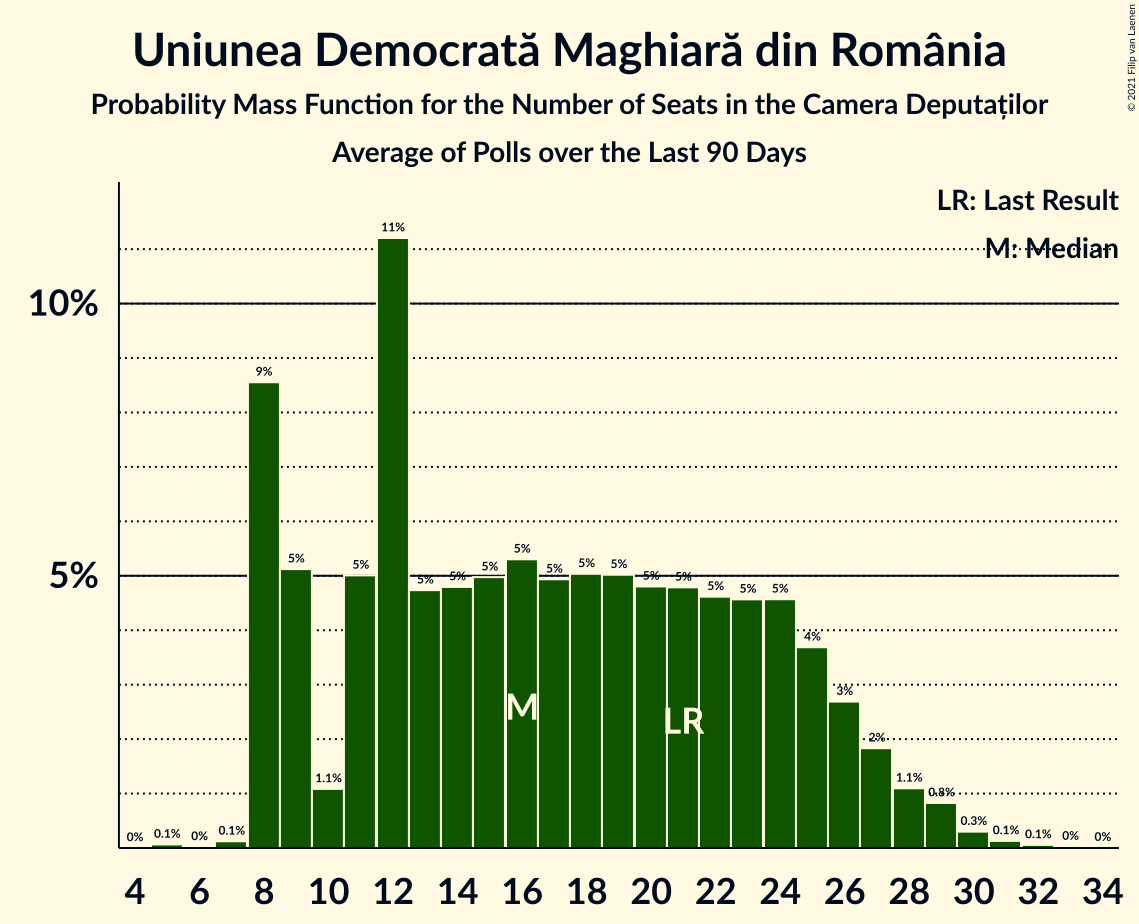 Uniunea Democrată Maghiară din România
Probability Mass Function for the Number of Seats in the Camera Deputaților
Average of Polls over the Last 90 Days
© 2021 Filip van Laenen
LR: Last Result
M: Median
10%
5%
0% 0.1% 0% 0.1% 9% 5% 1.1% 5% 11% 5% 5% 5% 5% 5% 5% 5% 5% 5% 5% 5% 5% 4% 3% 2% 1.1% 0.8% 0.3% 0.1% 0.1% 0% 0%
M LR
4 6 8 10 12 14 16 18 20 22 24 26 28 30 32 34